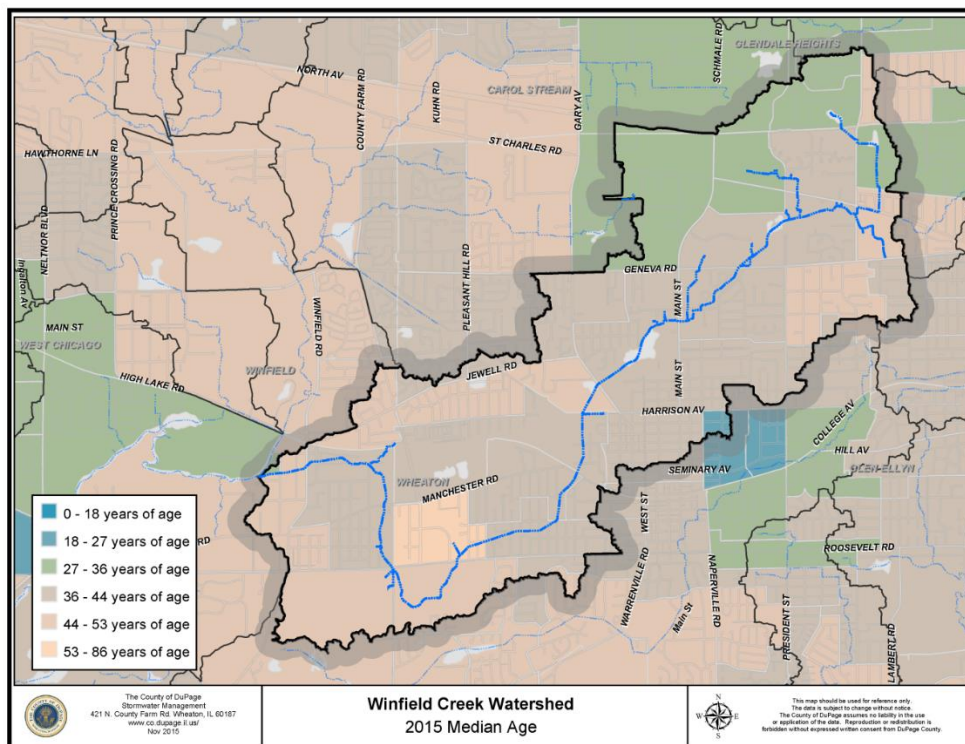 GLENDALE HEIGHTS
SCHMALE RD
NORTH AV
COUNTY FARM RD
KUHN RD
CAROL STREAM
GARY AV
ST CHARLES RD
HAWTHORNE LN
PRINCE CROSSING RD
NELTNOR BLVD
PLEASANT HILL RD
GENEVA RD
MAIN ST
Irrgation Av
MAIN ST
WEST CHICAGO
WINFIELD RD
WINFIELD
HIGH LAKE RD
JEWELL RD
MAIN ST
HARRISON AV
COLLEGE AV
HILL AV
GLEN ELLYN
SEMINARY AV
WHEATON
MANCHESTER RD
WEST ST
WARRENVILLE RD
NAPERVILLE RD
Main St
ROOSEVELT RD
PRESIDENT ST
LAMBERT RD
RD
0 - 18 years of age
18 - 27 years of age
27 - 36 years of age
36 - 44 years of age
44 - 53 years of age
53 - 86 years of age
The County of DuPage
Stormwater Management
421 N. County Farm Rd. Wheaton, IL 60187
www.co.dupage.il.us/
Nov 2015
Winfield Creek Watershed
2015 Median Age
N
W
E
S
This map should be used for reference only.
The data is subject to change without notice.
The County of DuPage assumes no liability in the use
or application of the data. Reproduction or redistribution is
forbidden without expressed written consent from DuPage County.